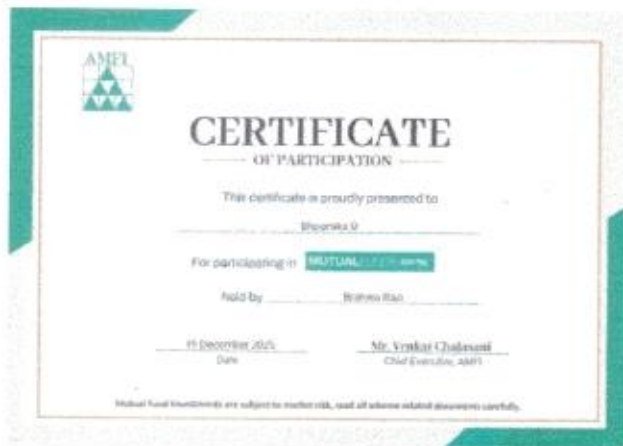 AMFI
CERTIFICATE
OF PARTICIPATION
This certificate is proudly presented to
For participating in MUTUAL
held by
December
Date
Mr. Venkat Chalasani
Chief Executive, AMFI
Mutual Fund Investments are subject to market risk, read all scheme related documents carefully.